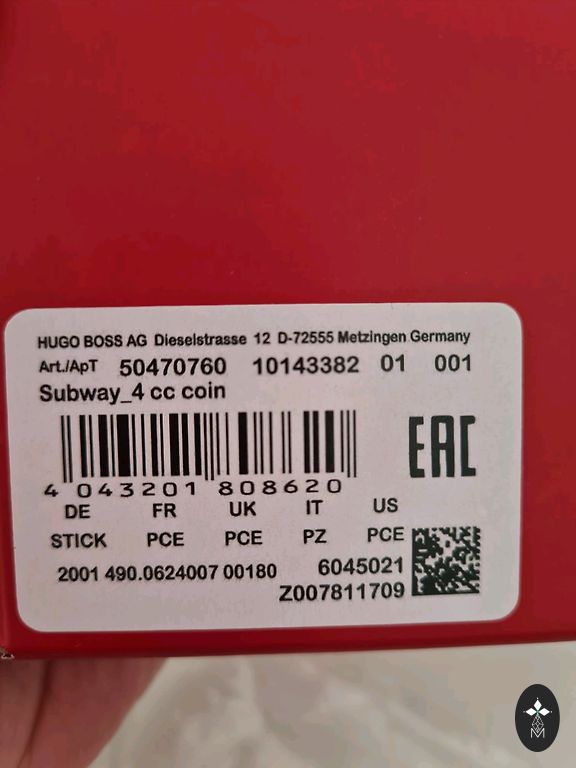 HUGO BOSS AG Dieselstrasse 12 D-72555 Metzingen Germany
Art./ApT 50470760 10143382 01 001
Subway_4 cc coin
EAC
4 043201 808620
DE FR UK IT US
STICK PCE PCE PZ PCE
2001 490.0624007 00180 6045021
Z007811709
M